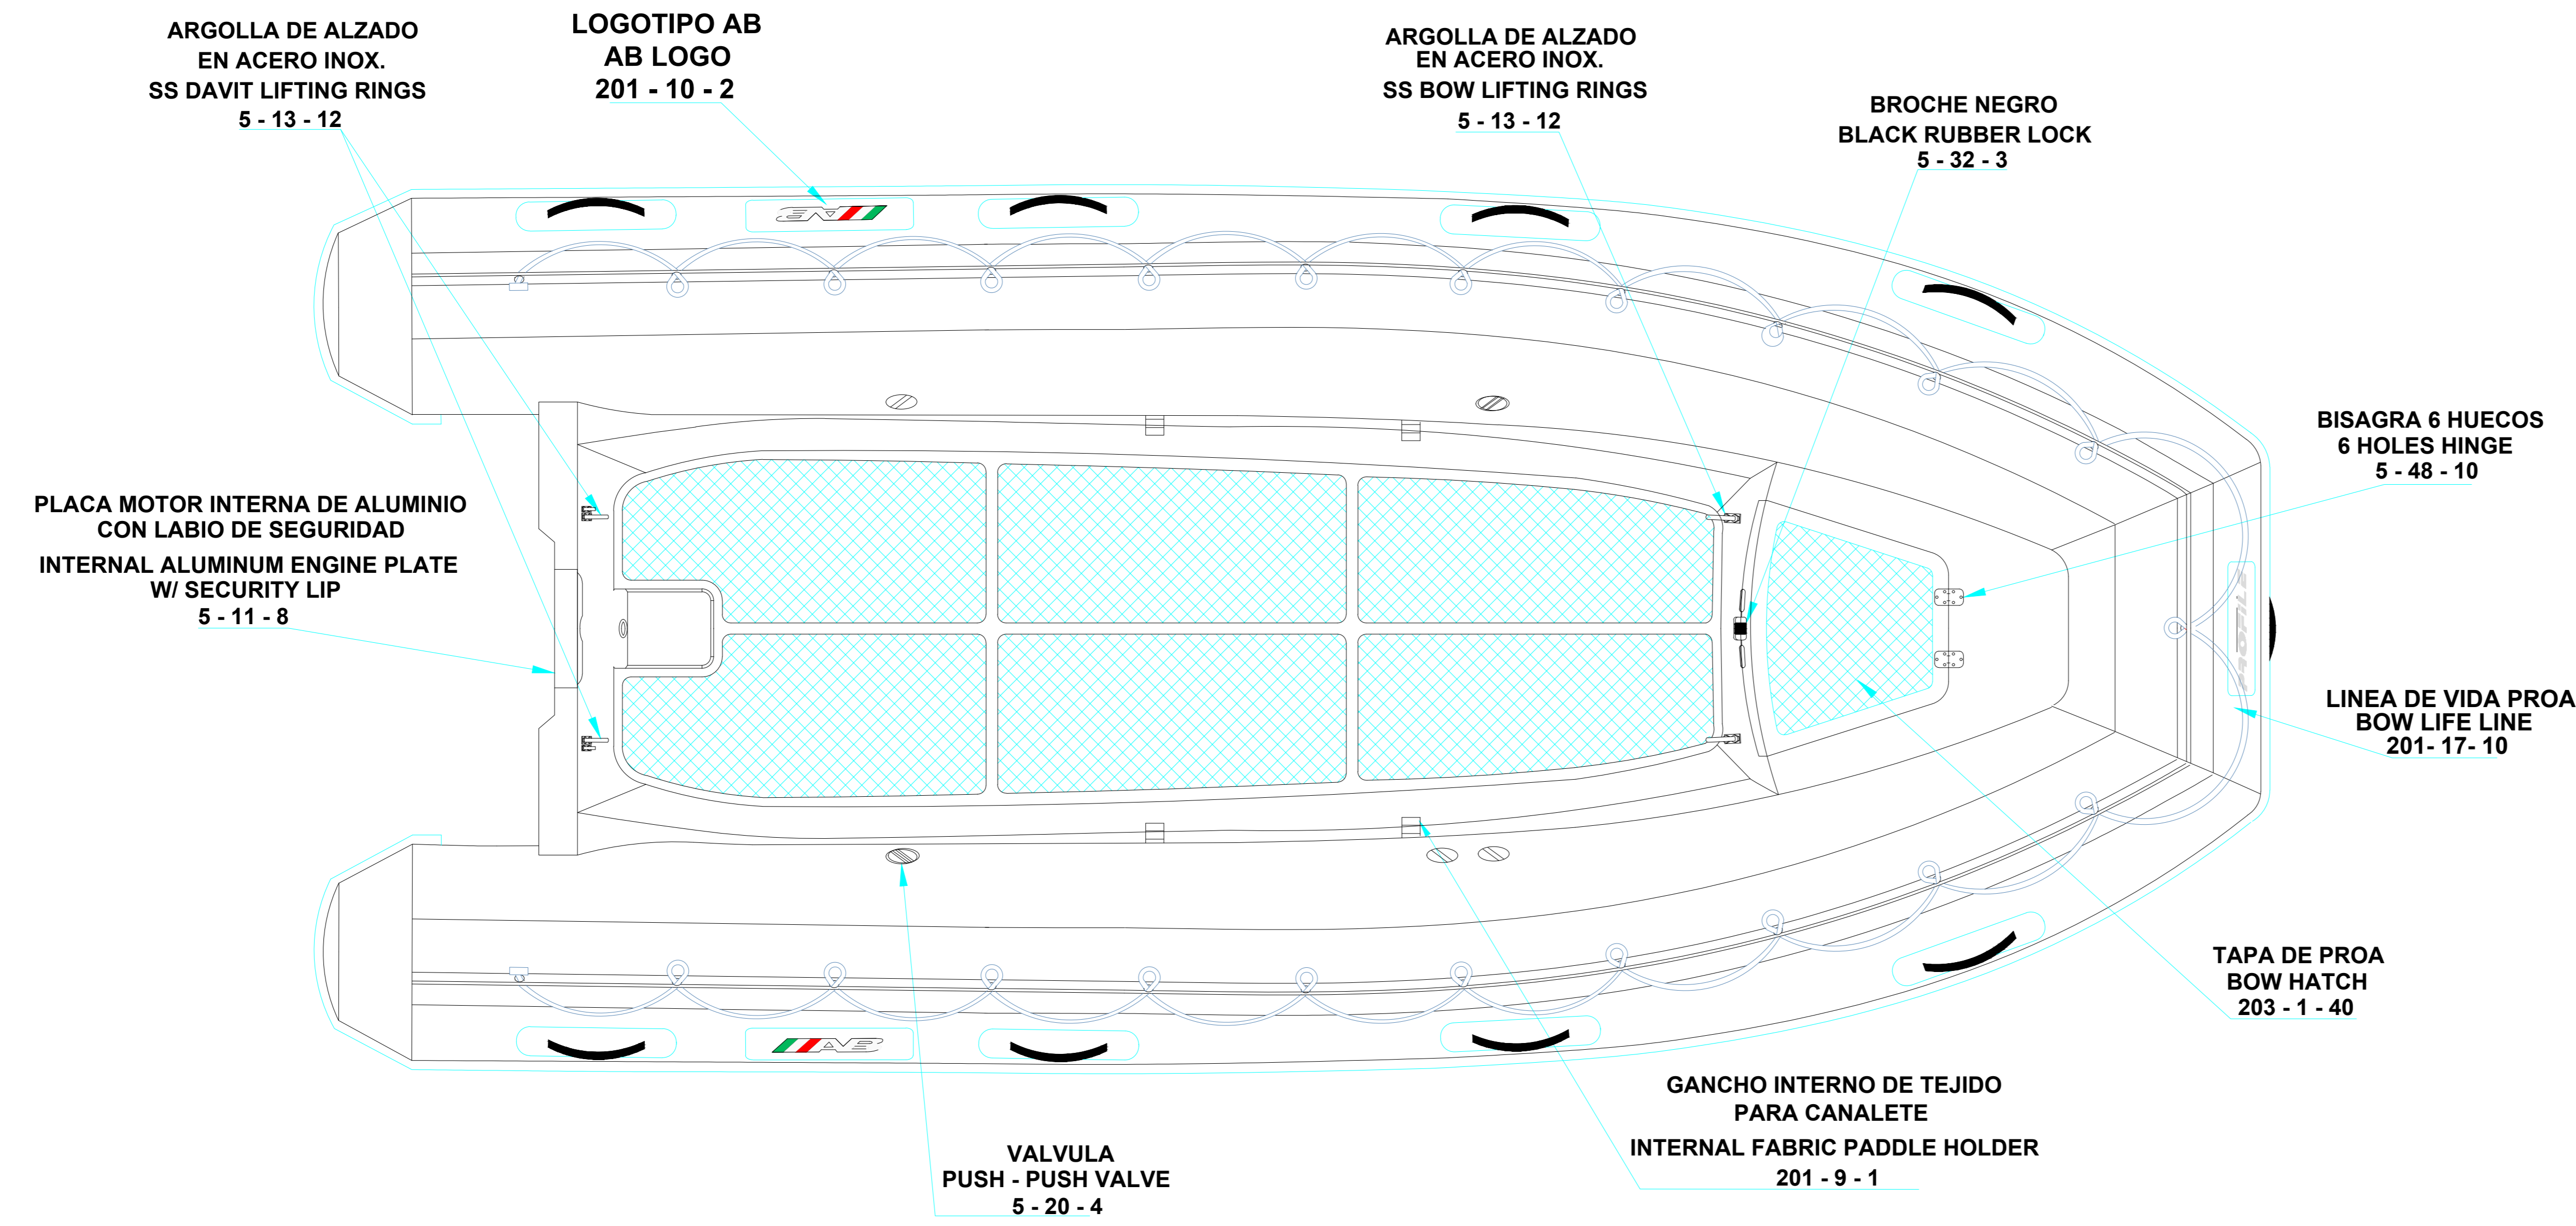 ARGOLLA DE ALZADO
EN ACERO INOX.
SS DAVIT LIFTING RINGS
5 - 13 - 12
LOGOTIPO AB
AB LOGO
201 - 10 - 2
ARGOLLA DE ALZADO
EN ACERO INOX.
SS BOW LIFTING RINGS
5 - 13 - 12
BROCHE NEGRO
BLACK RUBBER LOCK
5 - 32 - 3
AB
BISAGRA 6 HUECOS
6 HOLES HINGE
5 - 48 - 10
PLACA MOTOR INTERNA DE ALUMINIO
CON LABIO DE SEGURIDAD
INTERNAL ALUMINUM ENGINE PLATE
W/ SECURITY LIP
5 - 11 - 8
PROFILE
LINEA DE VIDA PROA
BOW LIFE LINE
201- 17- 10
TAPA DE PROA
BOW HATCH
203 - 1 - 40
AB
GANCHO INTERNO DE TEJIDO
PARA CANALETE
INTERNAL FABRIC PADDLE HOLDER
201 - 9 - 1
VALVULA
PUSH - PUSH VALVE
5 - 20 - 4